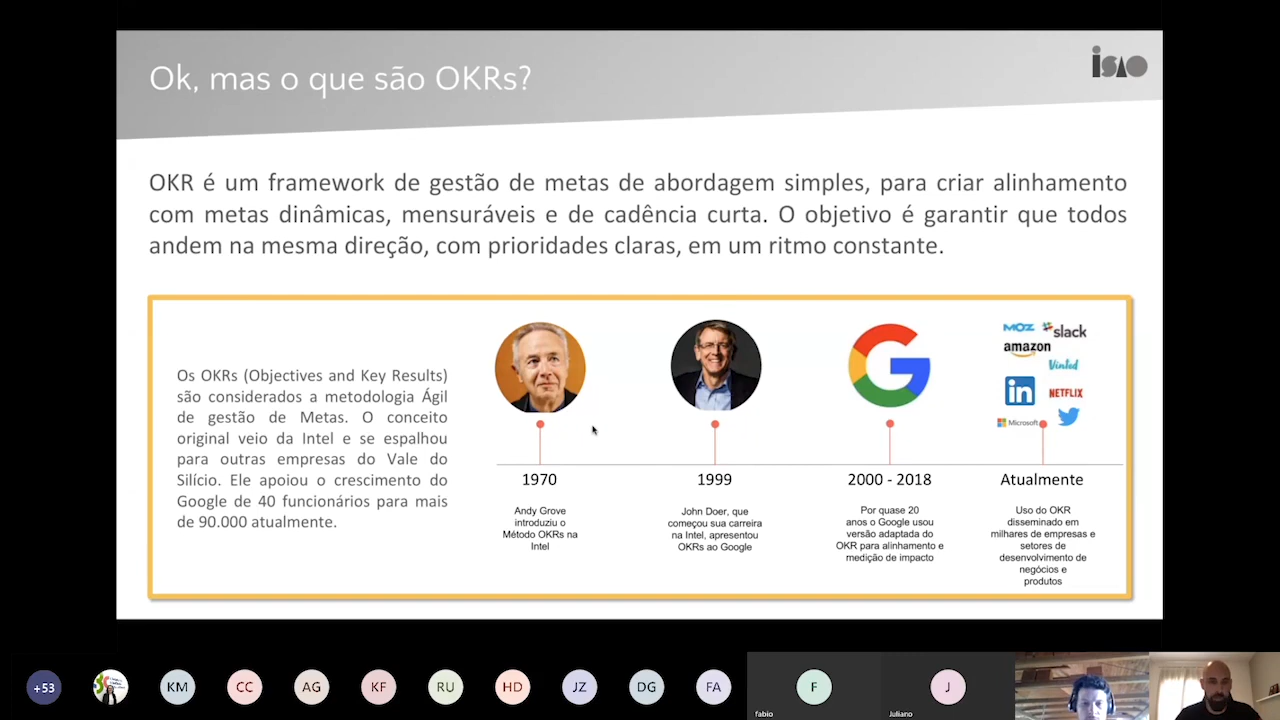 Ok, mas o que são OKRs?
ISAO
OKR é um framework de gestão de metas de abordagem simples, para criar alinhamento
com metas dinâmicas, mensuráveis e de cadência curta. O objetivo é garantir que todos
andem na mesma direção, com prioridades claras, em um ritmo constante.
Os OKRs (Objectives and Key Results)
são considerados a metodologia Ágil
de gestão de Metas. O conceito
original veio da Intel e se espalhou
para outras empresas do Vale do
Silício. Ele apoiou o crescimento do
Google de 40 funcionários para mais
de 90.000 atualmente.
1970
Andy Grove
introduziu o
Método OKRs na
Intel
1999
John Doer, que
começou sua carreira
na Intel, apresentou
OKRs ao Google
G
2000 - 2018
Por quase 20
anos o Google usou
versão adaptada do
OKR para alinhamento e
medição de impacto
MOZ
slack
amazon
Vinted
in
NETFLIX
Microsoft
Atualmente
Uso do OKR
disseminado em
milhares de empresas e
setores de
desenvolvimento de
negócios e
produtos
+53
KM
CC
AG
KF
RU
HD
JZ
DG
FA
F
fabio
J
Juliano